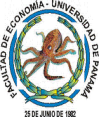 FACULTAD DE ECONOMÍA - UNIVERSIDAD DE PANAMÁ
25 DE JUNIO DE 1982